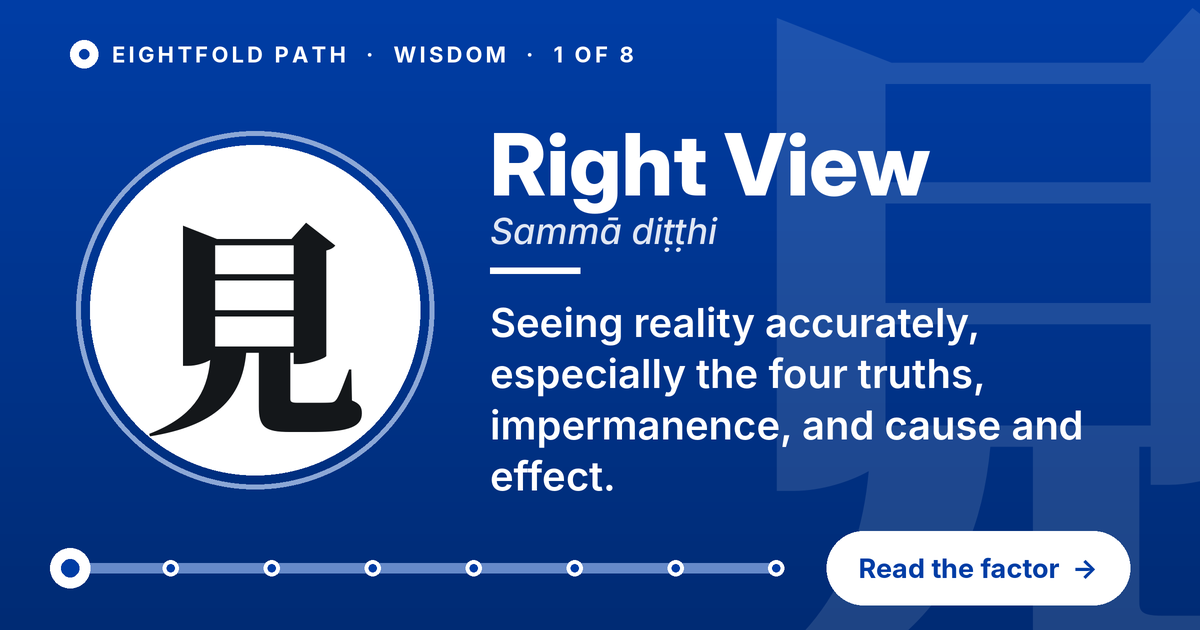 EIGHTFOLD PATH · WISDOM · 1 OF 8
見
Right View
Sammā diṭṭhi
Seeing reality accurately,
especially the four truths,
impermanence, and cause and
effect.
Read the factor →